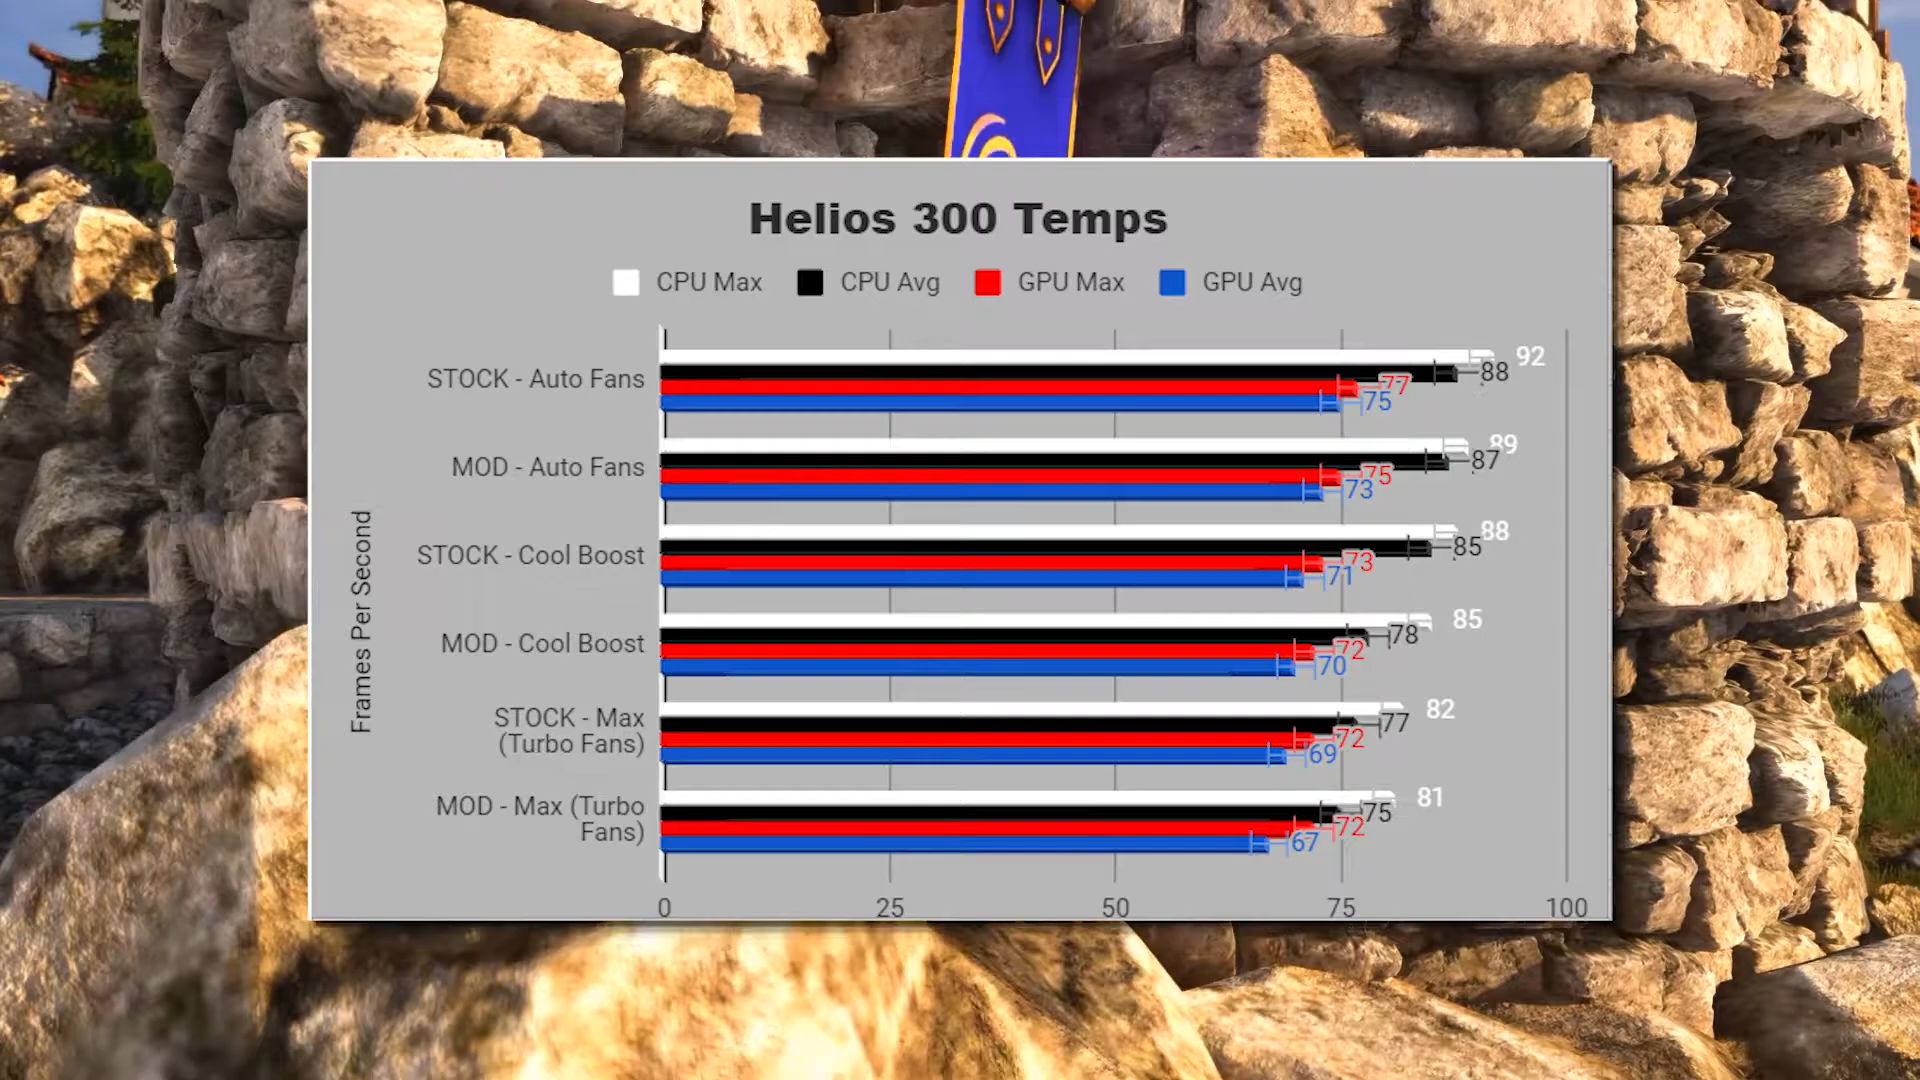 Helios 300 Temps
CPU Max CPU Avg GPU Max GPU Avg
Frames Per Second
STOCK - Auto Fans
92
88
77
75
MOD - Auto Fans
89
87
75
73
STOCK - Cool Boost
88
85
73
71
MOD - Cool Boost
85
78
72
70
STOCK - Max
(Turbo Fans)
82
77
72
69
MOD - Max (Turbo
Fans)
81
75
72
67
0 25 50 75 100